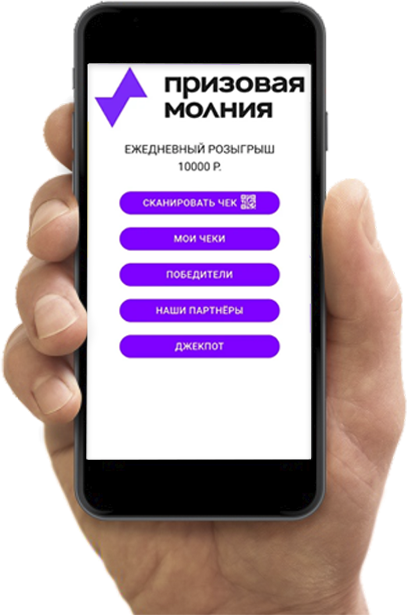 призовая
молния
ЕЖЕДНЕВНЫЙ РОЗЫГРЫШ
10000 Р.
СКАНИРОВАТЬ ЧЕК
МОИ ЧЕКИ
ПОБЕДИТЕЛИ
НАШИ ПАРТНЁРЫ
ДЖЕКПОТ